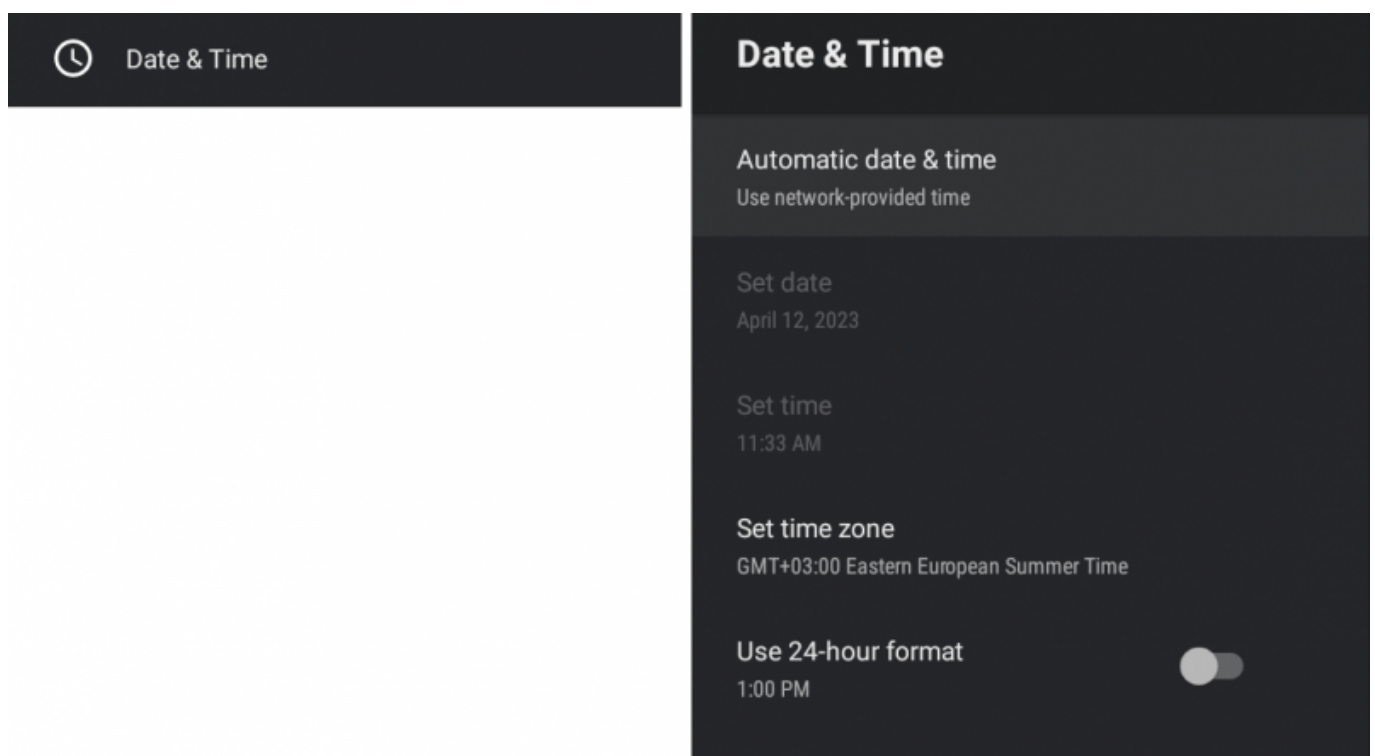 Date & Time
Date & Time
Automatic date & time
Use network-provided time
Set date
April 12, 2023
Set time
11:33 AM
Set time zone
GMT+03:00 Eastern European Summer Time
Use 24-hour format
1:00 PM